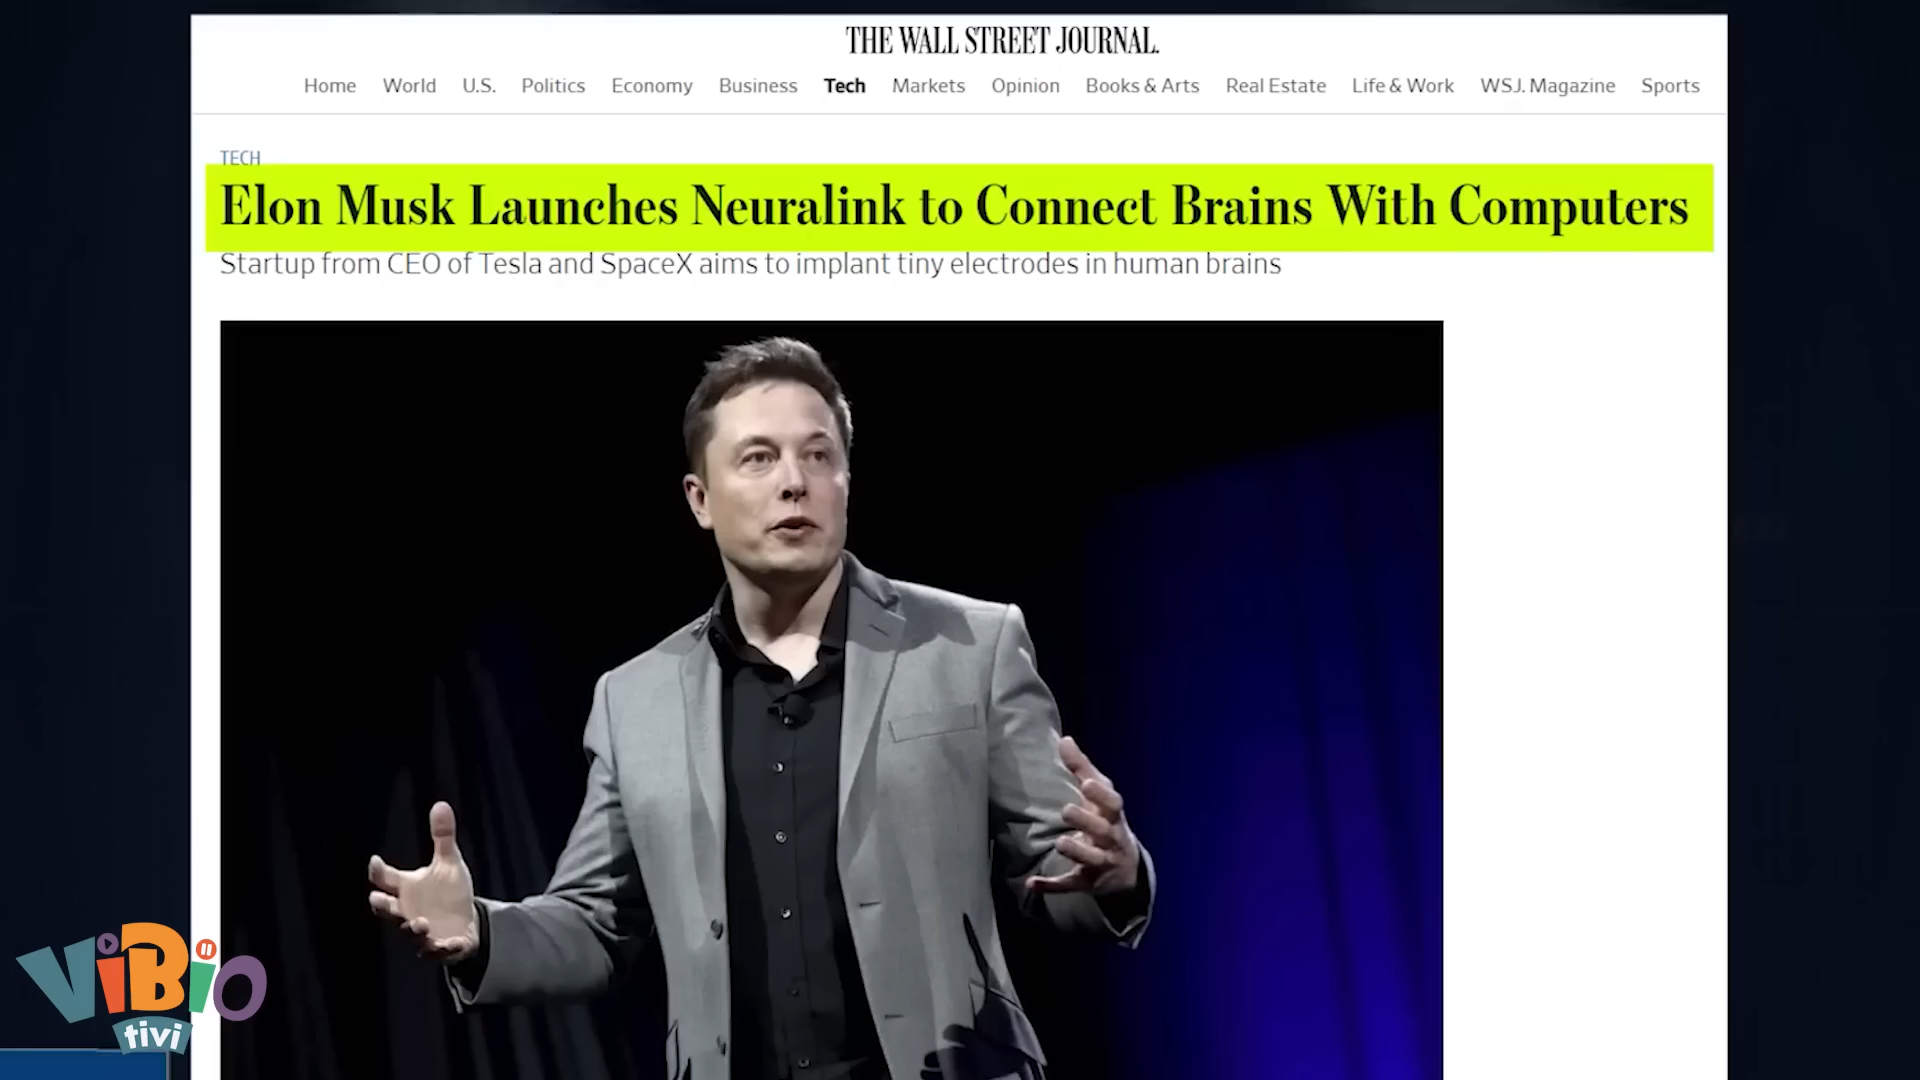 THE WALL STREET JOURNAL.
Home World U.S. Politics Economy Business Tech Markets Opinion Books & Arts Real Estate Life & Work WSJ. Magazine Sports
TECH
Elon Musk Launches Neuralink to Connect Brains With Computers
Startup from CEO of Tesla and SpaceX aims to implant tiny electrodes in human brains
ViBiO
tivi